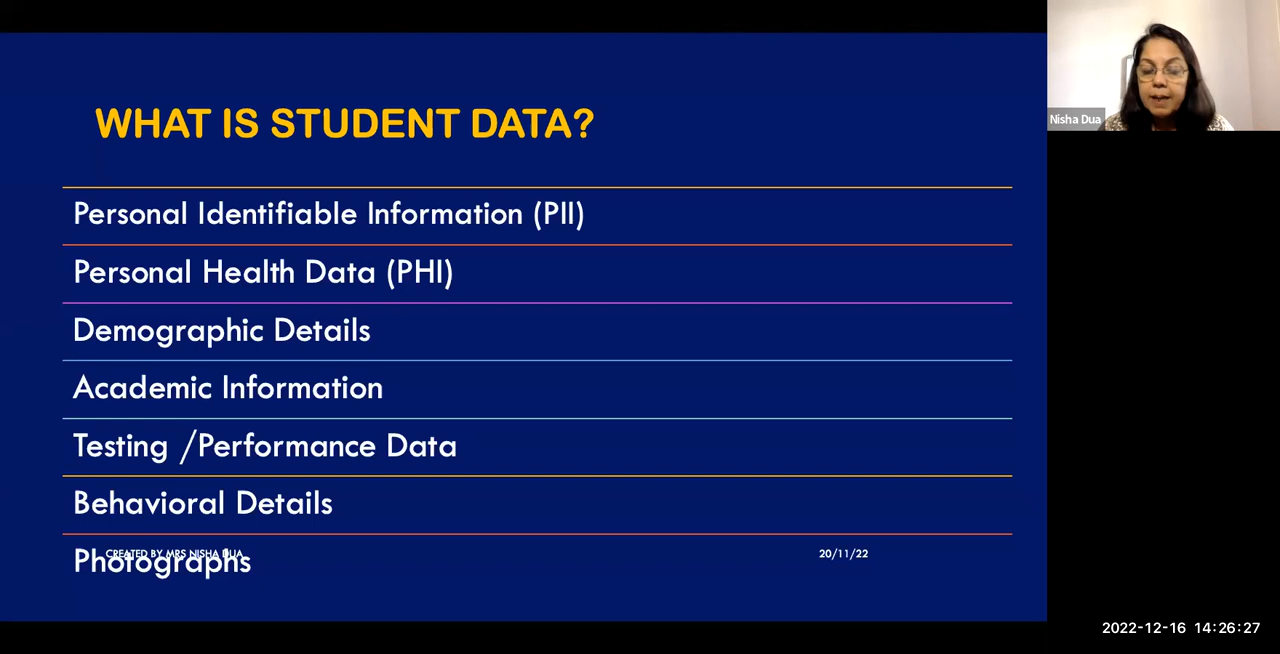 WHAT IS STUDENT DATA?
Personal Identifiable Information (PII)
Personal Health Data (PHI)
Demographic Details
Academic Information
Testing /Performance Data
Behavioral Details
Photographs
CREATED BY MRS NISHA DUA
20/11/22
Nisha Dua
2022-12-16 14:26:27